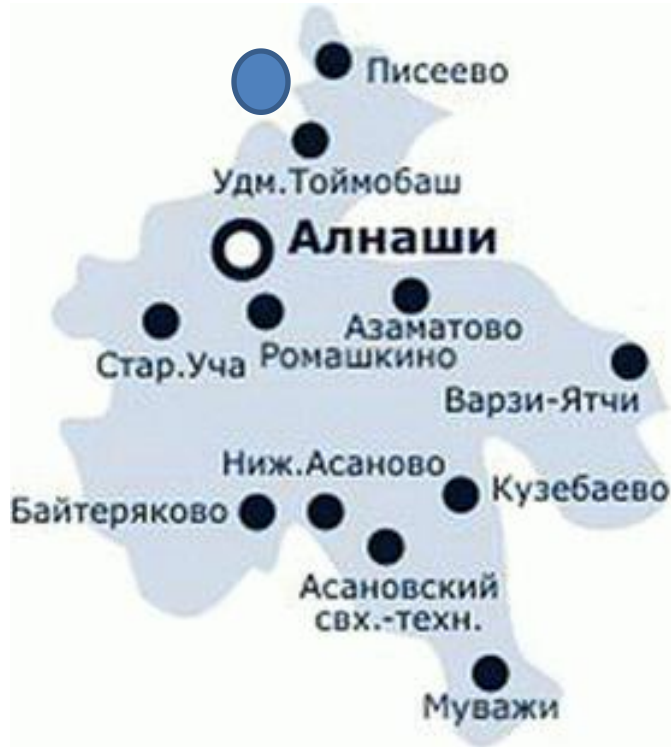 Писеево
Удм.Тоймобаш
Алнаши
Азаматово
Стар.Уча
Ромашкино
Варзи-Ятчи
Ниж.Асаново
Кузебаево
Байтеряково
Асановский
свх.-техн.
Муважи